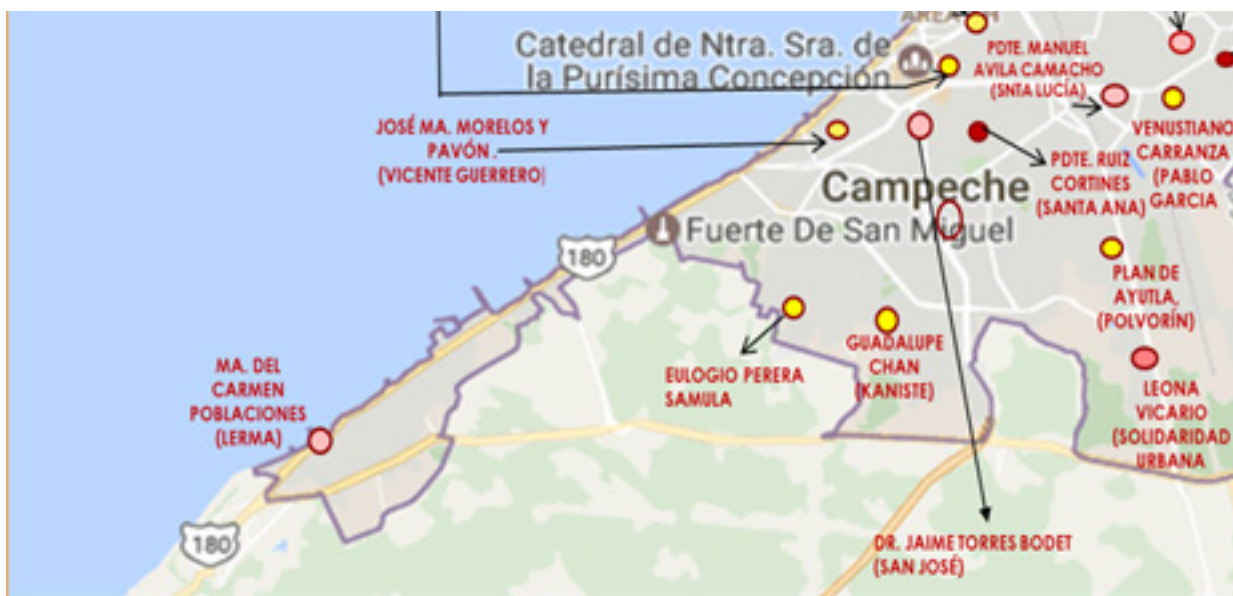 Catedral de Ntra. Sra. de
la Purísima Concepción
PDTE. MANUEL
AVILA CAMACHO
(SNTA LUCÍA)
JOSÉ MA. MORELOS Y
PAVÓN .
(VICENTE GUERRERO)
VENUSTIANO
CARRANZA
(PABLO
GARCIA
PDTE. RUIZ
CORTINES
(SANTA ANA)
Campeche
Fuerte De San Miguel
180
PLAN DE
AYUTLA,
(POLVORÍN)
MA. DEL
CARMEN
POBLACIONES
(LERMA)
EULOGIO PERERA
SAMULA
GUADALUPE
CHAN
(KANISTE)
LEONA
VICARIO
(SOLIDARIDAD
URBANA
180
DR. JAIME TORRES BODET
(SAN JOSÉ)